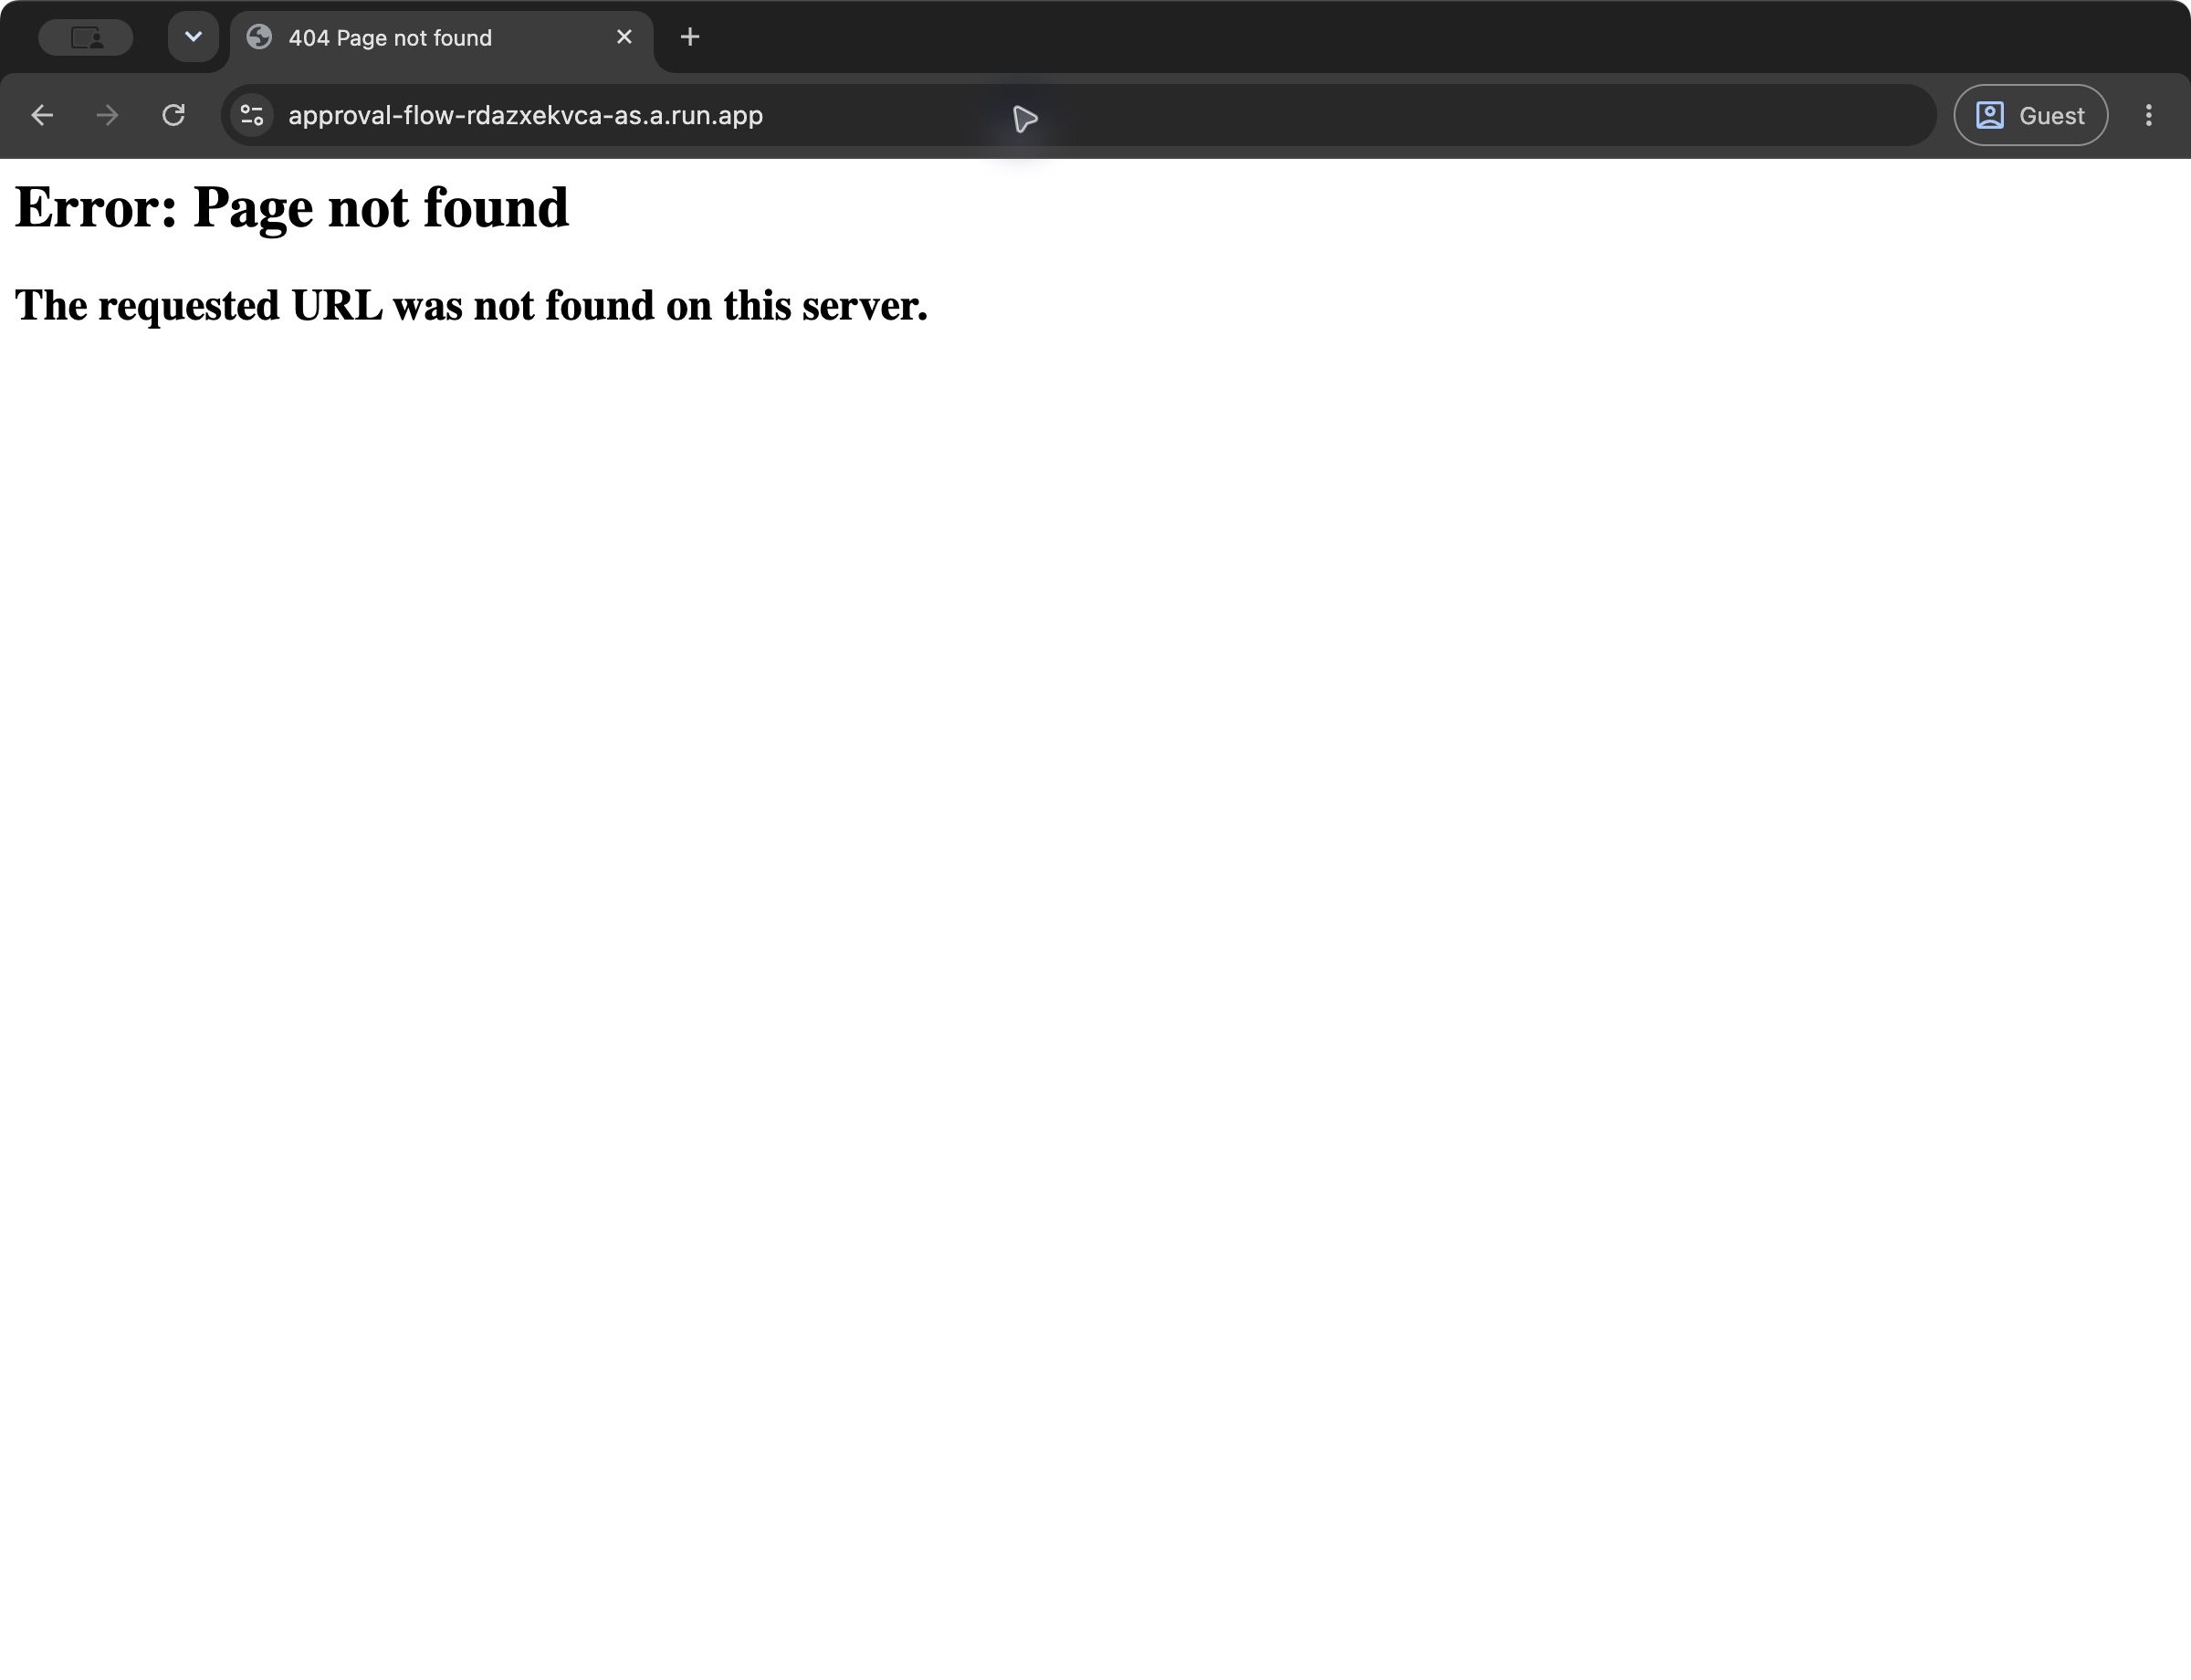 404 Page not found
approval-flow-rdazxekvca-as.a.run.app
Guest
Error: Page not found
The requested URL was not found on this server.